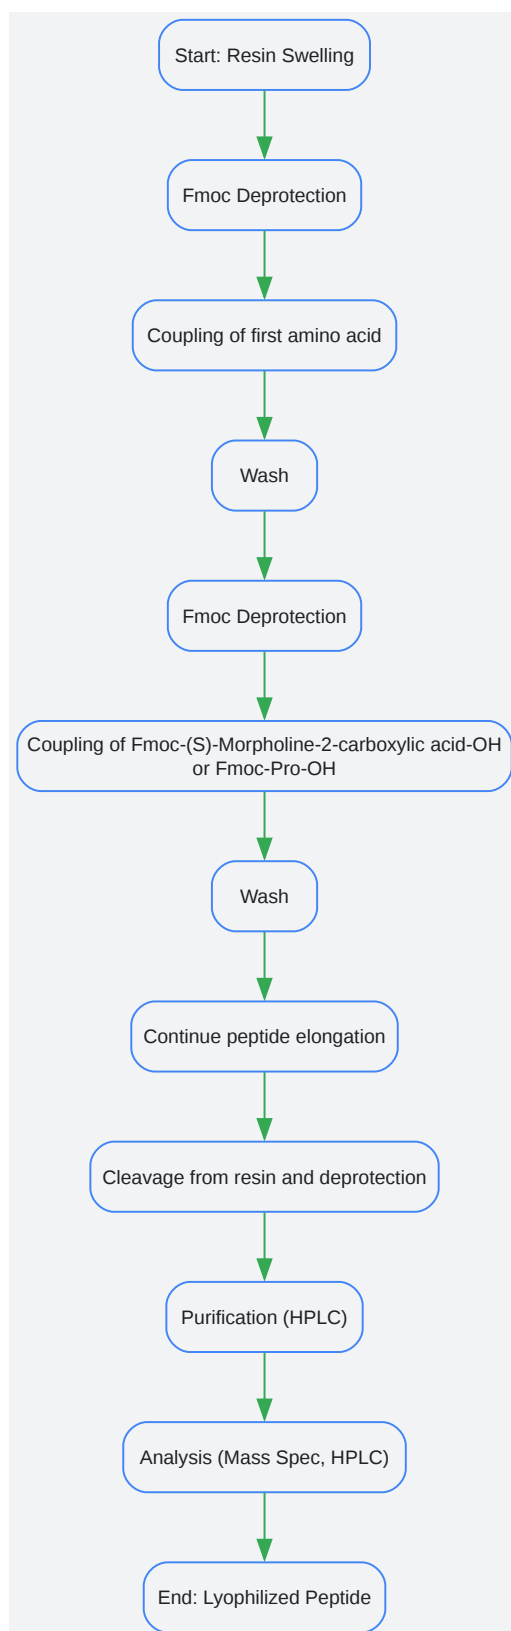 Start: Resin Swelling
Fmoc Deprotection
Coupling of first amino acid
Wash
Fmoc Deprotection
Coupling of Fmoc-(S)-Morpholine-2-carboxylic acid-OH
or Fmoc-Pro-OH
Wash
Continue peptide elongation
Cleavage from resin and deprotection
Purification (HPLC)
Analysis (Mass Spec, HPLC)
End: Lyophilized Peptide